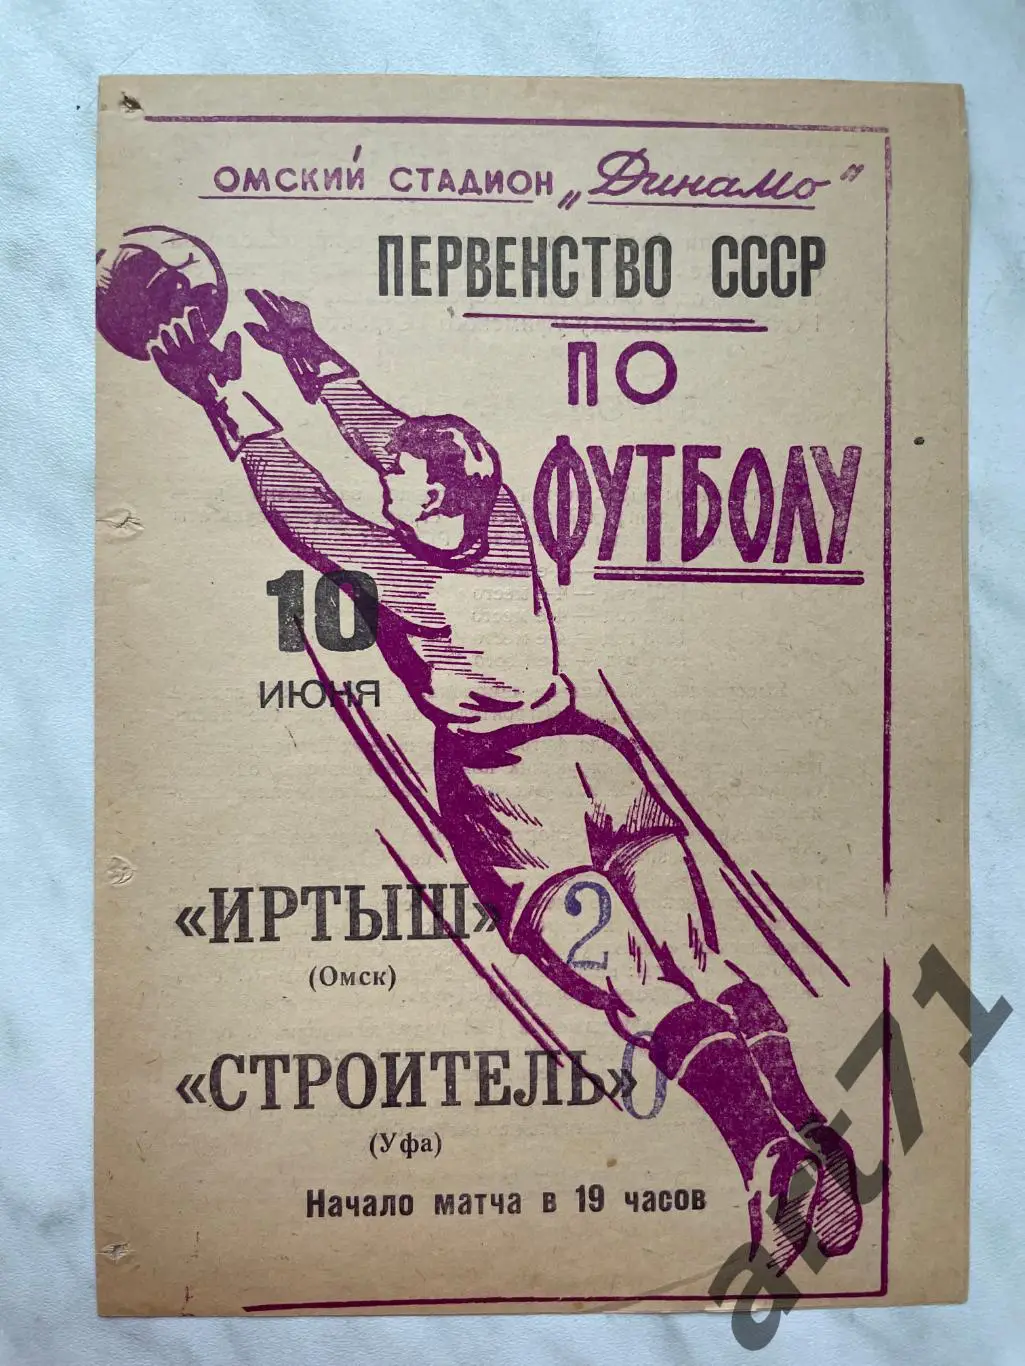 ОМСКИЙ СТАДИОН „Динамо“
ПЕРВЕНСТВО СССР
ПО
ФУТБОЛУ
10
ИЮНЯ
«ИРТЫШ» 2
(Омск)
«СТРОИТЕЛЬ» 0
(Уфа)
Начало матча в 19 часов
art71